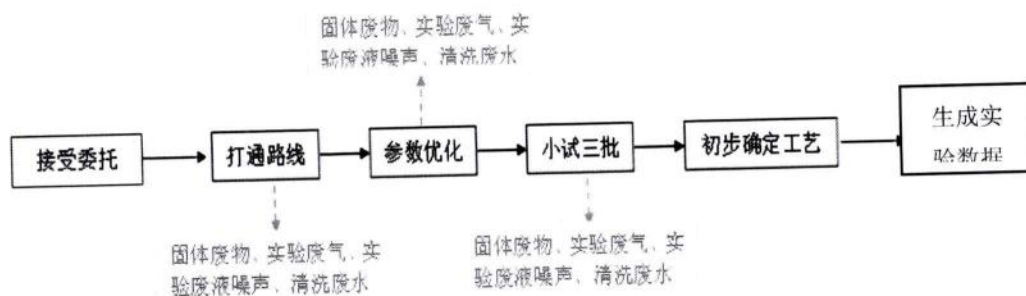 固体废物、实验废气、实
验废液噪声、清洗废水
接受委托
打通路线
参数优化
小试三批
初步确定工艺
生成实
验数据
固体废物、实验废气、实
验废液噪声、清洗废水
固体废物、实验废气、实
验废液噪声、清洗废水